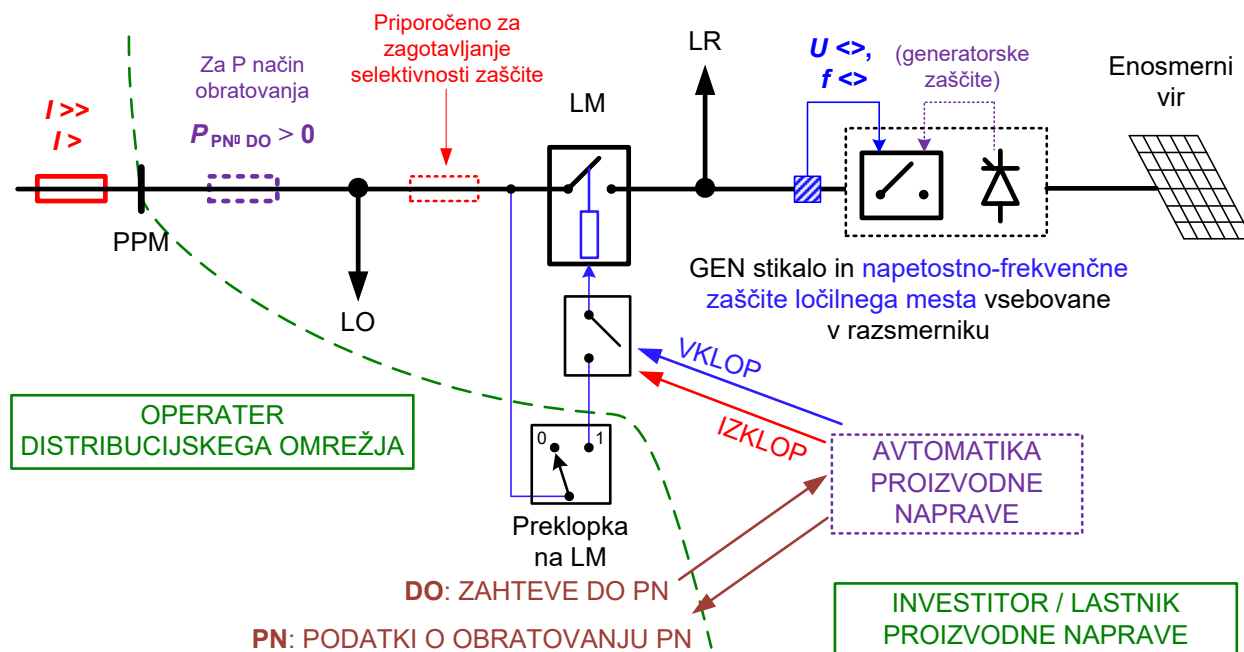 Priporočeno za
zagotavljanje
selektivnosti zaščite
Za P način
obratovanja
P PN DO > 0
I >>
I >
PPM
LO
LM
LR
U <>,
f <>
(generatorske
zaščite)
Enosmerni
vir
GEN stikalo in napetostno-frekvenčne
zaščite ločilnega mesta vsebovane
v razsmerniku
VKLOP
IZKLOP
OPERATER
DISTRIBUCIJSKEGA OMREŽJA
0 1
Preklopka
na LM
AVTOMATIKA
PROIZVODNE
NAPRAVE
DO: ZAHTEVE DO PN
PN: PODATKI O OBRATOVANJU PN
INVESTITOR / LASTNIK
PROIZVODNE NAPRAVE